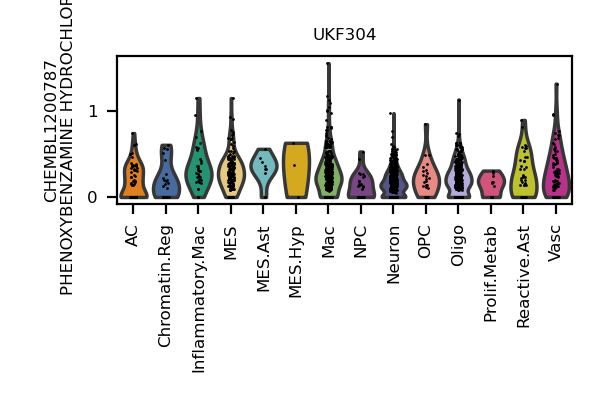 UKF304
CHEMBL1200787
PHENOXYBENZAMINE HYDROCHLOR
1
0
AC
Chromatin.Reg
Inflammatory.Mac
MES
MES.Ast
MES.Hyp
Mac
NPC
Neuron
OPC
Oligo
Prolif.Metab
Reactive.Ast
Vasc